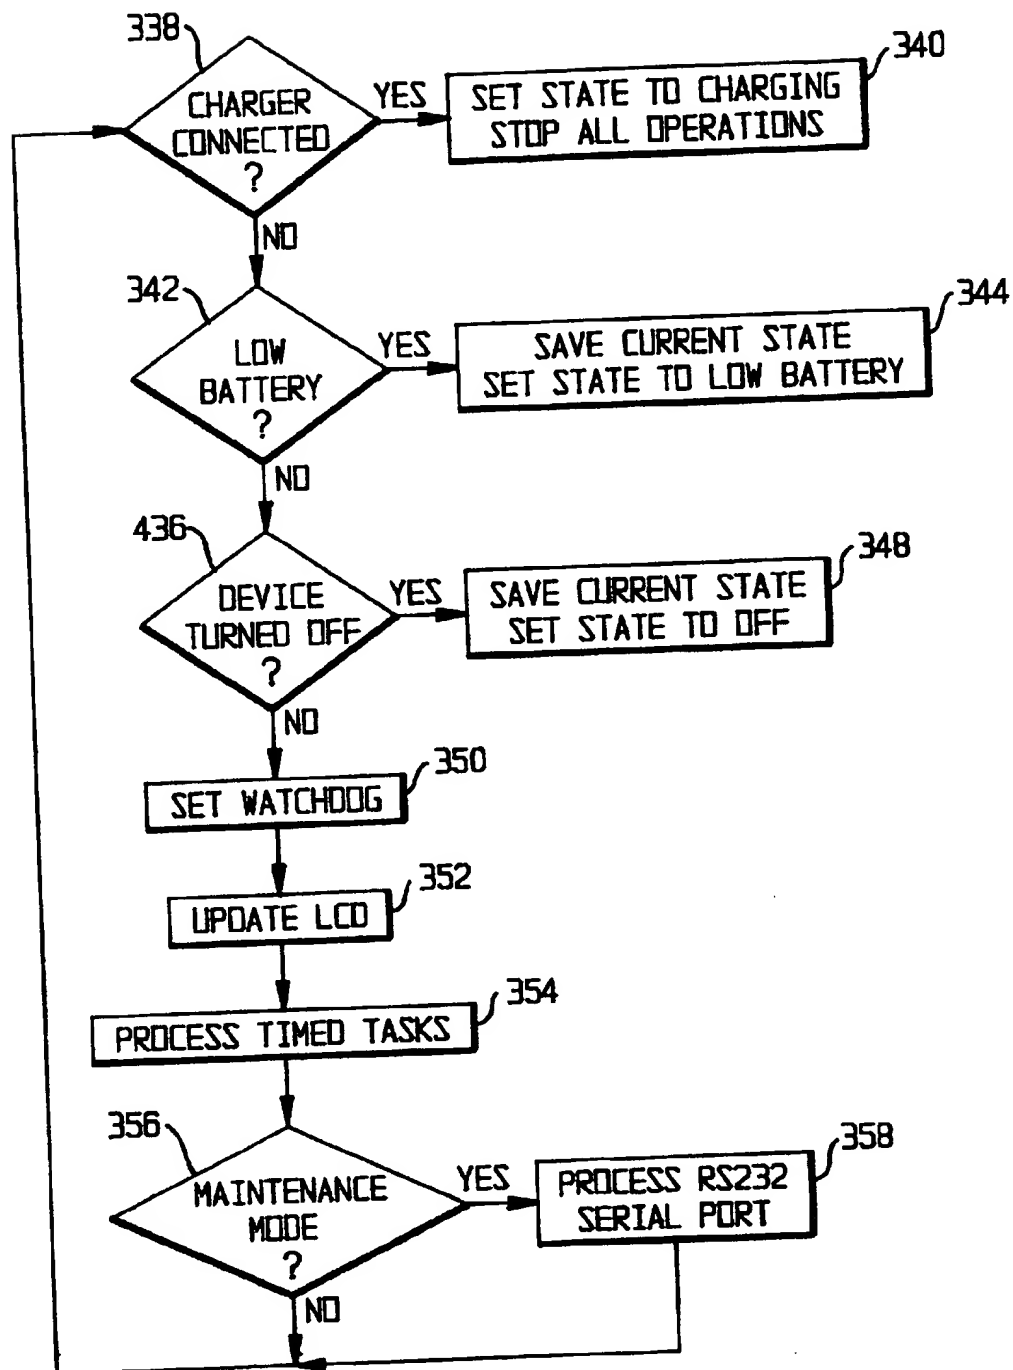 338
CHARGER
CONNECTED
?
YES
340
SET STATE TO CHARGING
STOP ALL OPERATIONS
NO
342
LOW
BATTERY
?
YES
344
SAVE CURRENT STATE
SET STATE TO LOW BATTERY
NO
436
DEVICE
TURNED OFF
?
YES
348
SAVE CURRENT STATE
SET STATE TO OFF
NO
350
SET WATCHDOG
352
UPDATE LCD
354
PROCESS TIMED TASKS
356
MAINTENANCE
MODE
?
YES
358
PROCESS RS232
SERIAL PORT
NO